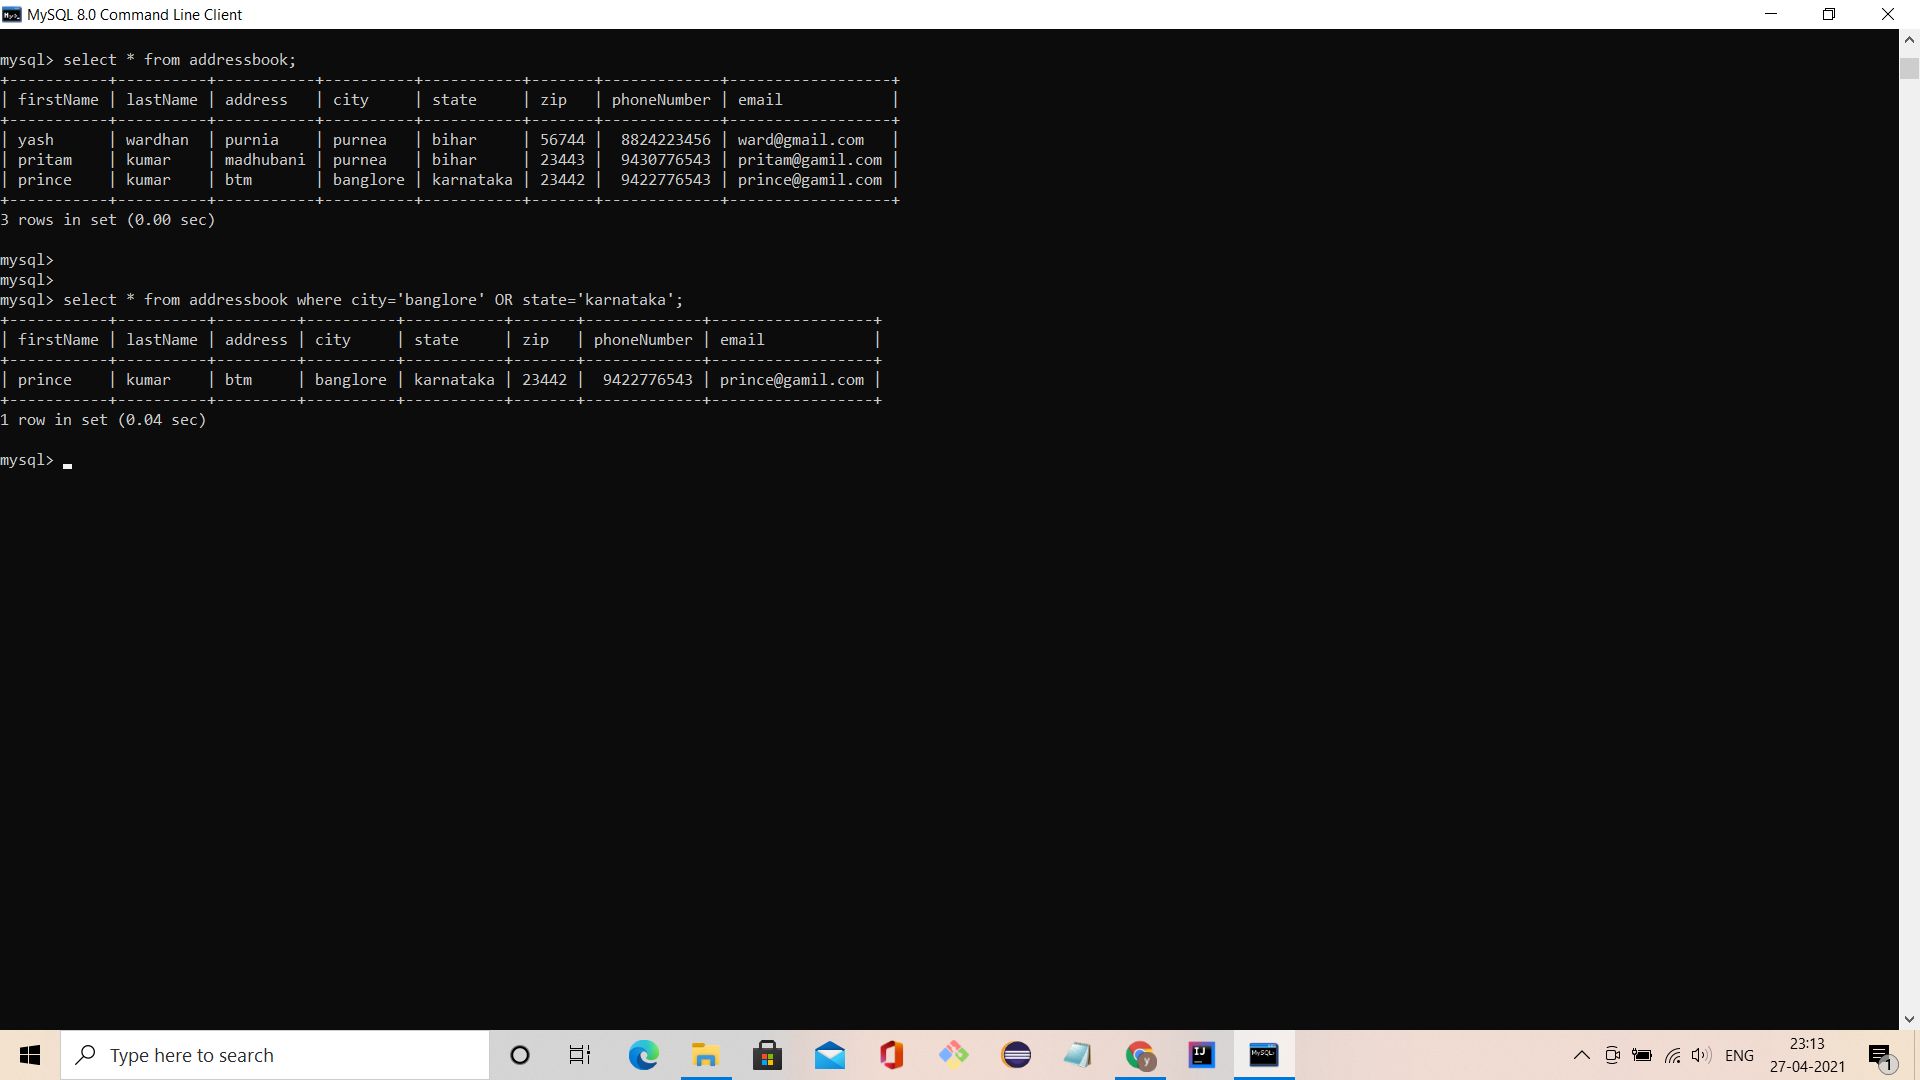 MySQL 8.0 Command Line Client
mysql> select * from addressbook;
+-----------+----------+-----------+----------+-----------+-------+-------------+------------------+
| firstName | lastName | address   | city     | state     | zip   | phoneNumber | email            |
+-----------+----------+-----------+----------+-----------+-------+-------------+------------------+
| yash      | wardhan  | purnia    | purnea   | bihar     | 56744 |  8824223456 | ward@gmail.com   |
| pritam    | kumar    | madhubani | purnea   | bihar     | 23443 |  9430776543 | pritam@gamil.com |
| prince    | kumar    | btm       | banglore | karnataka | 23442 |  9422776543 | prince@gamil.com |
+-----------+----------+-----------+----------+-----------+-------+-------------+------------------+
3 rows in set (0.00 sec)
mysql>
mysql>
mysql> select * from addressbook where city='banglore' OR state='karnataka';
+-----------+----------+---------+----------+-----------+-------+-------------+------------------+
| firstName | lastName | address | city     | state     | zip   | phoneNumber | email            |
+-----------+----------+---------+----------+-----------+-------+-------------+------------------+
| prince    | kumar    | btm     | banglore | karnataka | 23442 |  9422776543 | prince@gamil.com |
+-----------+----------+---------+----------+-----------+-------+-------------+------------------+
1 row in set (0.04 sec)
mysql>
Type here to search
y
IJ
MySQL
ENG
23:13
27-04-2021
1